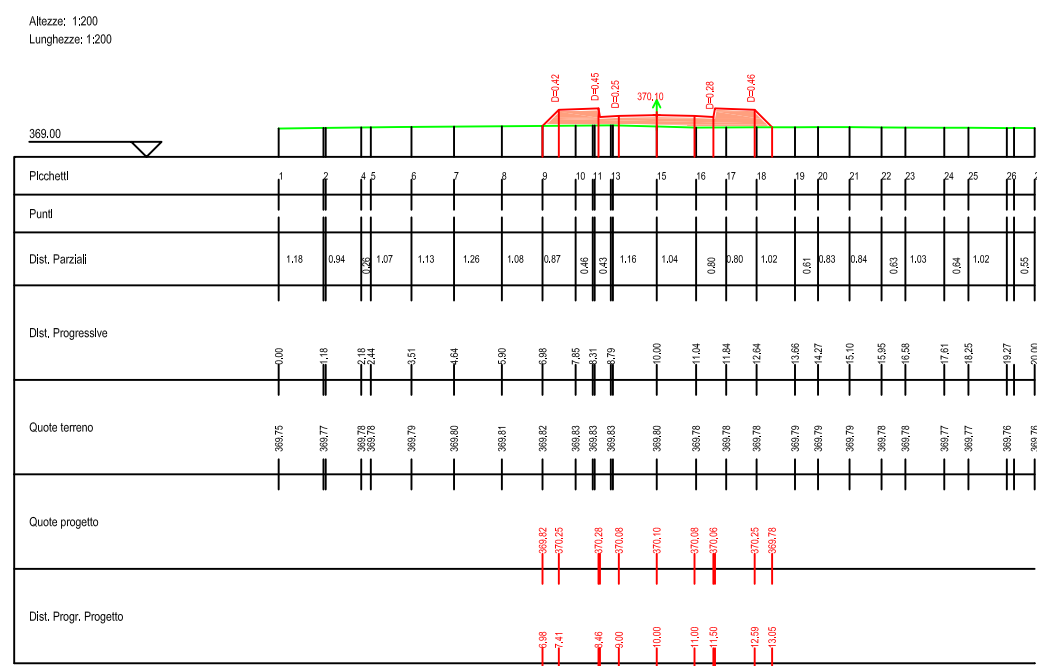 Altezze: 1:200
Lunghezze: 1:200
D=0.42 D=0.45 D=0.25 370.10 D=0.28 D=0.46
369.00
Picchetti 1 2 4 5 6 7 8 9 10 11 13 15 16 17 18 19 20 21 22 23 24 25 26
Punti
Dist. Parziali 1.18 0.94 0.26 1.07 1.13 1.26 1.08 0.87 0.46 0.43 1.16 1.04 0.80 0.80 1.02 0.61 0.83 0.84 0.63 1.03 0.64 1.02 0.55
Dist. Progressive 0.00 1.18 2.18 2.44 3.51 4.64 5.90 6.98 7.85 8.31 8.79 10.00 11.04 11.84 12.64 13.66 14.27 15.10 15.95 16.58 17.61 18.25 19.27 20.00
Quote terreno 369.75 369.77 369.78 369.78 369.79 369.80 369.81 369.82 369.83 369.83 369.83 369.80 369.78 369.78 369.78 369.79 369.79 369.79 369.78 369.78 369.77 369.77 369.76 369.76
Quote progetto 369.82 370.25 370.28 370.08 370.10 370.08 370.06 370.25 369.78
Dist. Progr. Progetto 6.98 7.41 8.46 9.00 10.00 11.00 11.50 12.59 13.05